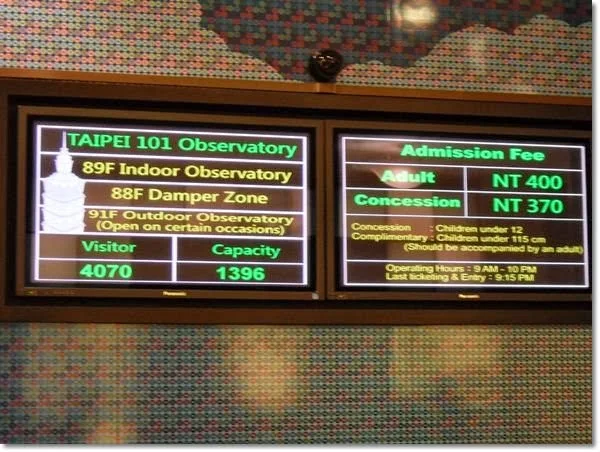 TAIPEI 101 Observatory
89F Indoor Observatory
88F Damper Zone
91F Outdoor Observatory
(Open on certain occasions)
Visitor Capacity
4070 1396
Panasonic
Admission Fee
Adult NT 400
Concession NT 370
Concession : Children under 12
Complimentary : Children under 115 cm
(Should be accompanied by an adult)
Operating Hours : 9 AM - 10 PM
Last ticketing & Entry : 9:15 PM
Panasonic